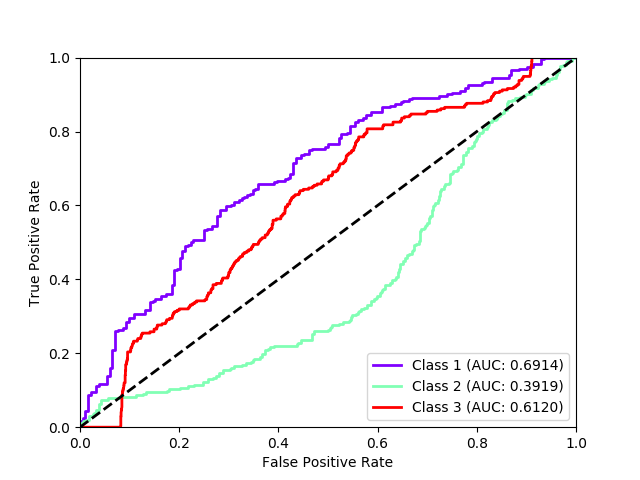 1.0
0.8
0.6
0.4
0.2
0.0
True Positive Rate
0.0 0.2 0.4 0.6 0.8 1.0
False Positive Rate
Class 1 (AUC: 0.6914)
Class 2 (AUC: 0.3919)
Class 3 (AUC: 0.6120)